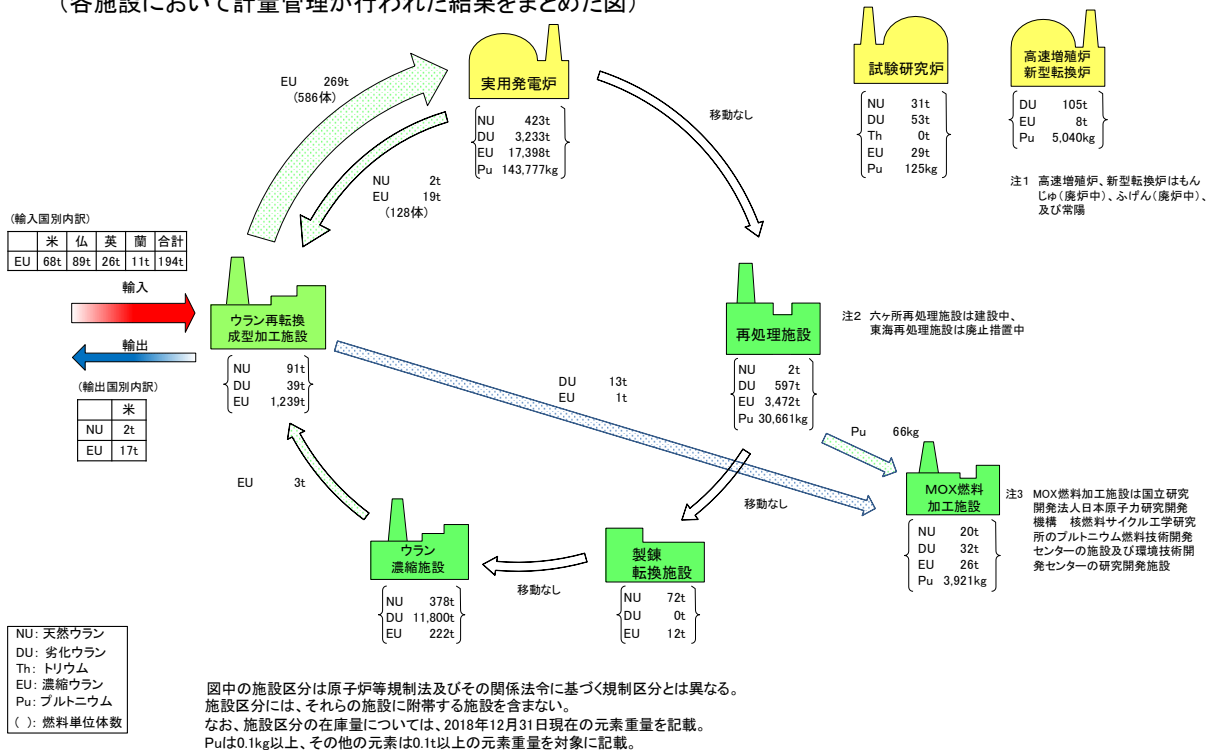 (各施設において計量管理が行われた結果をまとめた図)
EU 269t
(586体)
実用発電炉
NU 423t
DU 3,233t
EU 17,398t
Pu 143,777kg
移動なし
試験研究炉
NU 31t
DU 53t
Th 0t
EU 29t
Pu 125kg
高速増殖炉
新型転換炉
DU 105t
EU 8t
Pu 5,040kg
注1 高速増殖炉、新型転換炉はもん
じゅ(廃炉中)、ふげん(廃炉中)、
及び常陽
NU 2t
EU 19t
(128体)
(輸入国別内訳)
米 仏 英 蘭 合計
EU 68t 89t 26t 11t 194t
輸入
輸出
(輸出国別内訳)
米
NU 2t
EU 17t
ウラン再転換
成型加工施設
NU 91t
DU 39t
EU 1,239t
再処理施設
注2 六ヶ所再処理施設は建設中、
東海再処理施設は廃止措置中
NU 2t
DU 597t
EU 3,472t
Pu 30,661kg
DU 13t
EU 1t
Pu 66kg
移動なし
MOX燃料
加工施設
NU 20t
DU 32t
EU 26t
Pu 3,921kg
注3 MOX燃料加工施設は国立研究
開発法人日本原子力研究開発
機構 核燃料サイクル工学研究
所のプルトニウム燃料技術開発
センターの施設及び環境技術開
発センターの研究開発施設
EU 3t
ウラン
濃縮施設
NU 378t
DU 11,800t
EU 222t
移動なし
製錬
転換施設
NU 72t
DU 0t
EU 12t
NU: 天然ウラン
DU: 劣化ウラン
Th: トリウム
EU: 濃縮ウラン
Pu: プルトニウム
( ): 燃料単位体数
図中の施設区分は原子炉等規制法及びその関係法令に基づく規制区分とは異なる。
施設区分には、それらの施設に附帯する施設を含まない。
なお、施設区分の在庫量については、2018年12月31日現在の元素重量を記載。
Puは0.1kg以上、その他の元素は0.1t以上の元素重量を対象に記載。